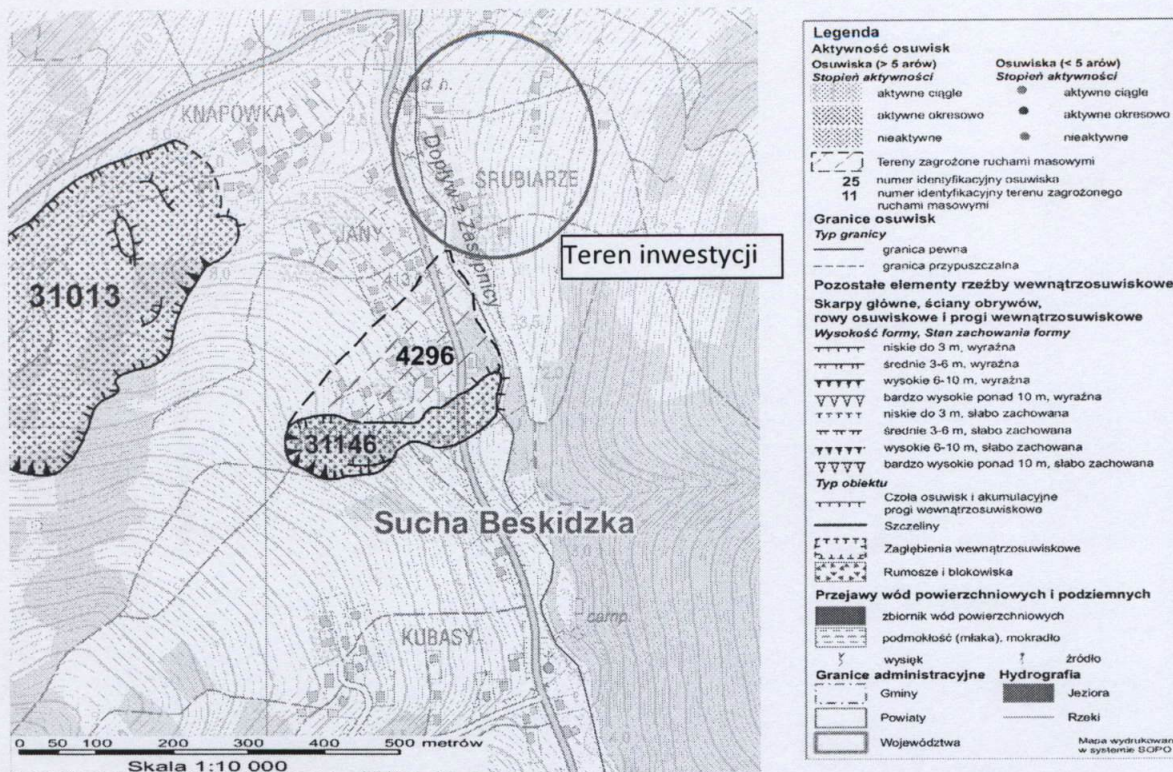 d. h.
KNAPÓWKA
Dopływ z Zasypnicy
ŚRUBIARZE
JANY
Teren inwestycji
31013
4296
31146
Sucha Beskidzka
camp.
KUBASY
0 50 100 200 300 400 500 metrów
Skala 1:10 000
Legenda
Aktywność osuwisk
Osuwiska (> 5 arów) Osuwiska (< 5 arów)
Stopień aktywności Stopień aktywności
aktywne ciągle aktywne ciągle
aktywne okresowo aktywne okresowo
nieaktywne nieaktywne
Tereny zagrożone ruchami masowymi
25 numer identyfikacyjny osuwiska
11 numer identyfikacyjny terenu zagrożonego
ruchami masowymi
Granice osuwisk
Typ granicy
granica pewna
granica przypuszczalna
Pozostałe elementy rzeźby wewnątrzosuwiskowe
Skarpy główne, ściany obrywów,
rowy osuwiskowe i progi wewnątrzosuwiskowe
Wysokość formy, Stan zachowania formy
niskie do 3 m, wyraźna
średnie 3-6 m, wyraźna
wysokie 6-10 m, wyraźna
bardzo wysokie ponad 10 m, wyraźna
niskie do 3 m, słabo zachowana
średnie 3-6 m, słabo zachowana
wysokie 6-10 m, słabo zachowana
bardzo wysokie ponad 10 m, słabo zachowana
Typ obiektu
Czoła osuwisk i akumulacyjne
progi wewnątrzosuwiskowe
Szczeliny
Zagłębienia wewnątrzosuwiskowe
Rumosze i blokowiska
Przejawy wód powierzchniowych i podziemnych
zbiornik wód powierzchniowych
podmokłość (młaka), mokradło
wysięk źródło
Granice administracyjne Hydrografia
Gminy Jeziora
Powiaty Rzeki
Województwa
Mapa wydrukowan
w systemie SOPO